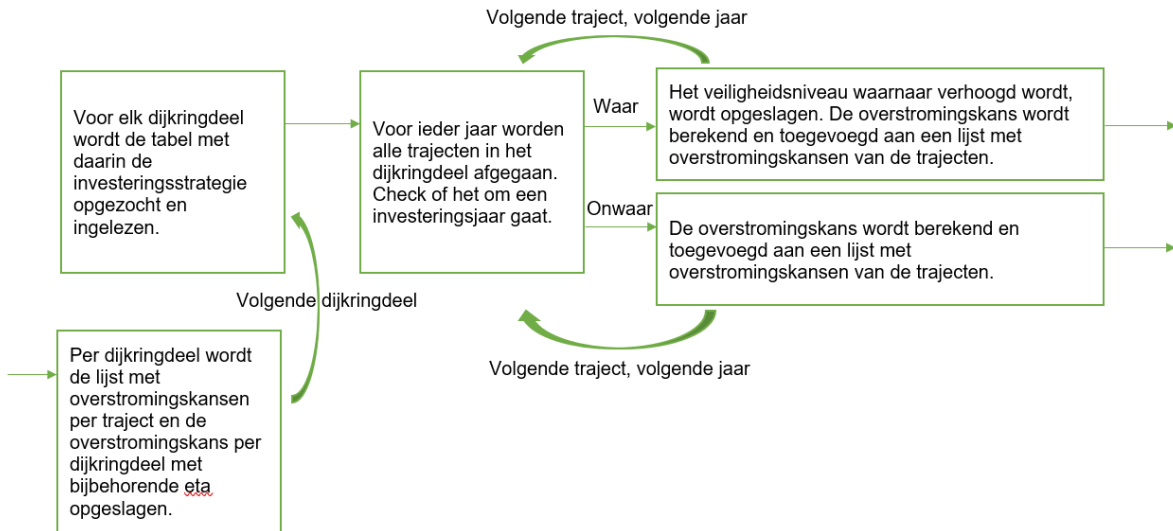 Volgende traject, volgende jaar
Voor elk dijkringdeel
wordt de tabel met
daarin de
investeringsstrategie
opgezocht en
ingelezen.
Voor ieder jaar worden
alle trajecten in het
dijkringdeel afgegaan.
Check of het om een
investeringsjaar gaat.
Waar
Het veiligheidsniveau waarnaar verhoogd wordt,
wordt opgeslagen. De overstromingskans wordt
berekend en toegevoegd aan een lijst met
overstromingskansen van de trajecten.
Onwaar
De overstromingskans wordt berekend en
toegevoegd aan een lijst met
overstromingskansen van de trajecten.
Volgende dijkringdeel
Volgende traject, volgende jaar
Per dijkringdeel wordt
de lijst met
overstromingskansen
per traject en de
overstromingskans per
dijkringdeel met
bijbehorende eta
opgeslagen.